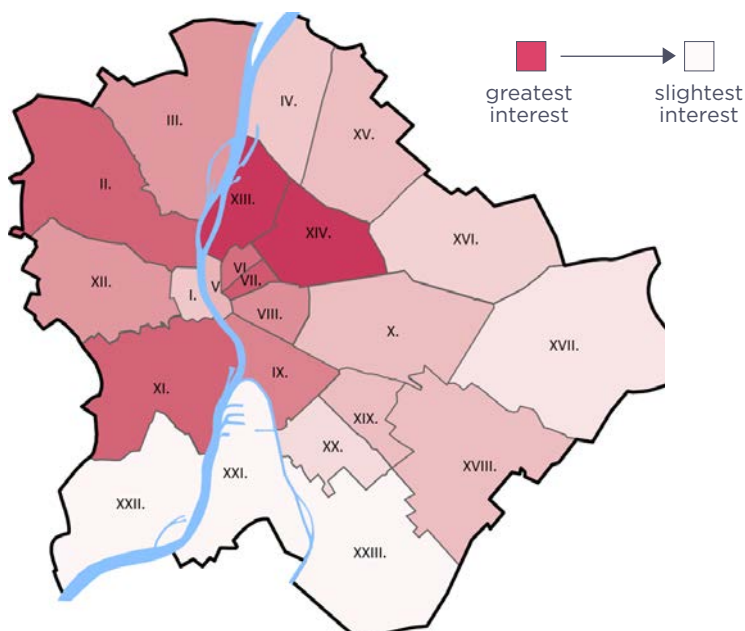 greatest
interest
slightest
interest
III.
IV.
XV.
II.
XIII.
XIV.
XVI.
XII.
VI.
VII.
I.
V.
VIII.
X.
XVII.
XI.
IX.
XIX.
XX.
XVIII.
XXI.
XXII.
XXIII.